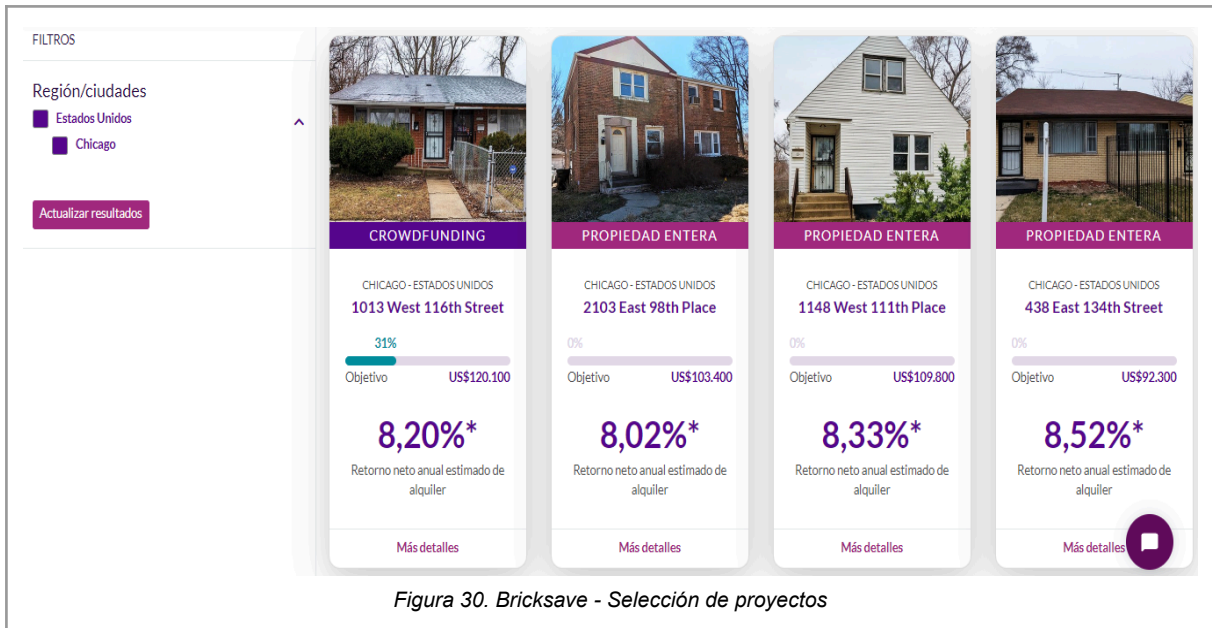 FILTROS
Región/ciudades
Estados Unidos
Chicago
Actualizar resultados
CROWDFUNDING
CHICAGO - ESTADOS UNIDOS
1013 West 116th Street
31%
Objetivo US$120.100
8,20%*
Retorno neto anual estimado de
alquiler
Más detalles
PROPIEDAD ENTERA
CHICAGO - ESTADOS UNIDOS
2103 East 98th Place
0%
Objetivo US$103.400
8,02%*
Retorno neto anual estimado de
alquiler
Más detalles
PROPIEDAD ENTERA
CHICAGO - ESTADOS UNIDOS
1148 West 111th Place
0%
Objetivo US$109.800
8,33%*
Retorno neto anual estimado de
alquiler
Más detalles
PROPIEDAD ENTERA
CHICAGO - ESTADOS UNIDOS
438 East 134th Street
0%
Objetivo US$92.300
8,52%*
Retorno neto anual estimado de
alquiler
Más detalles
Figura 30. Bricksave - Selección de proyectos